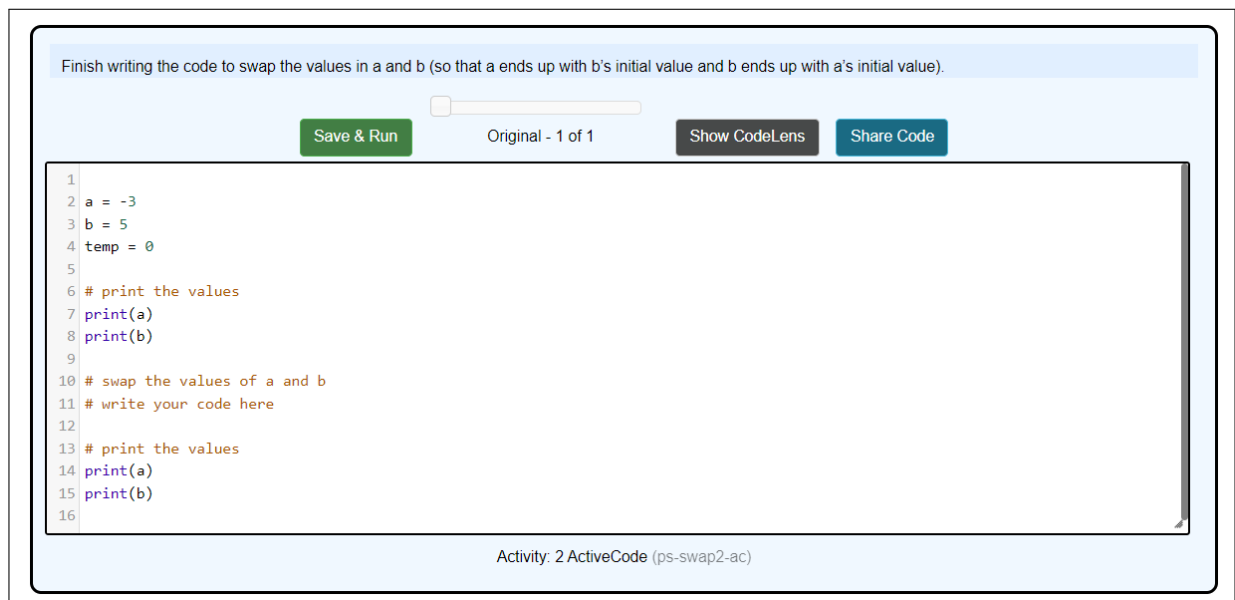 Finish writing the code to swap the values in a and b (so that a ends up with b's initial value and b ends up with a's initial value).
Save & Run Original - 1 of 1 Show CodeLens Share Code
1
2 a = -3
3 b = 5
4 temp = 0
5
6 # print the values
7 print(a)
8 print(b)
9
10 # swap the values of a and b
11 # write your code here
12
13 # print the values
14 print(a)
15 print(b)
16
Activity: 2 ActiveCode (ps-swap2-ac)